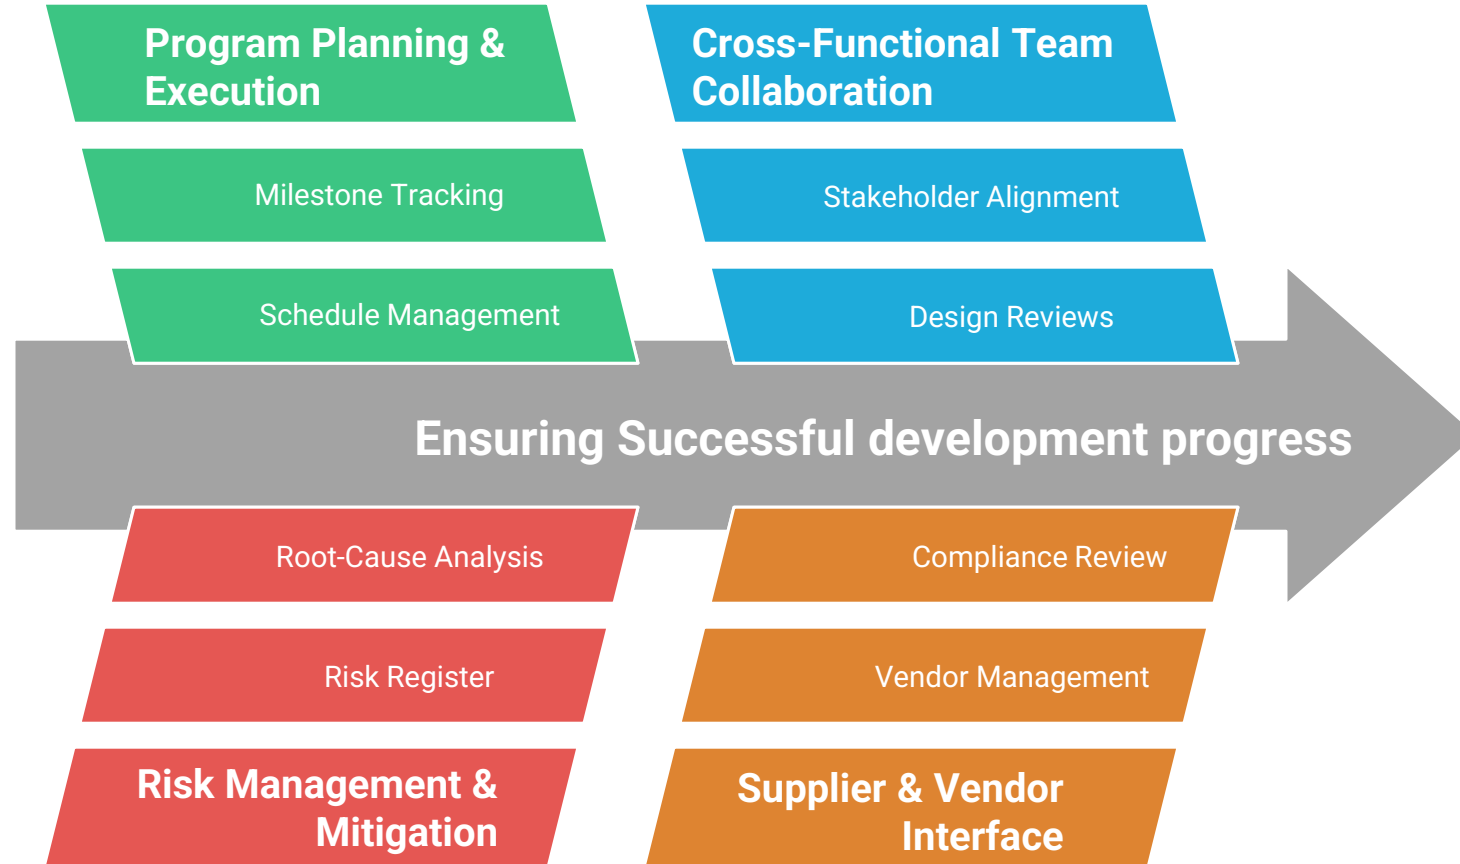 Program Planning &
Execution
Cross-Functional Team
Collaboration
Milestone Tracking
Stakeholder Alignment
Schedule Management
Design Reviews
Ensuring Successful development progress
Root-Cause Analysis
Compliance Review
Risk Register
Vendor Management
Risk Management &
Mitigation
Supplier & Vendor
Interface